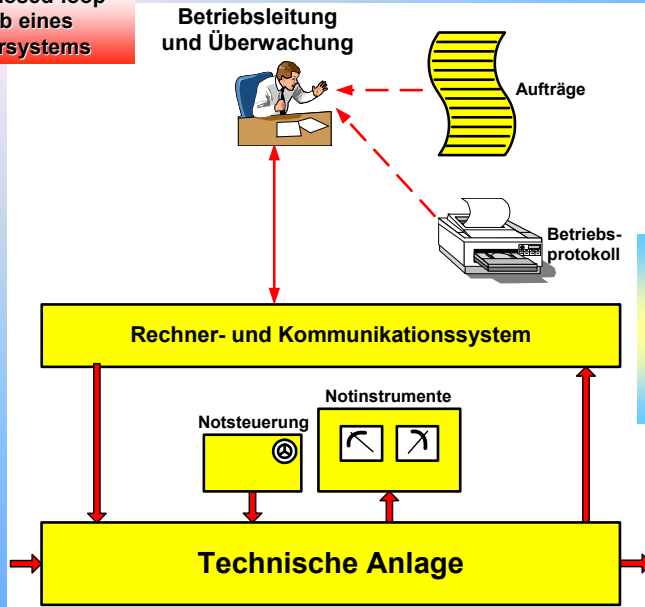 b eines
rsystems
Betriebsleitung
und Überwachung
Aufträge
Betriebs-
protokoll
Rechner- und Kommunikationssystem
Notsteuerung
Notinstrumente
Technische Anlage